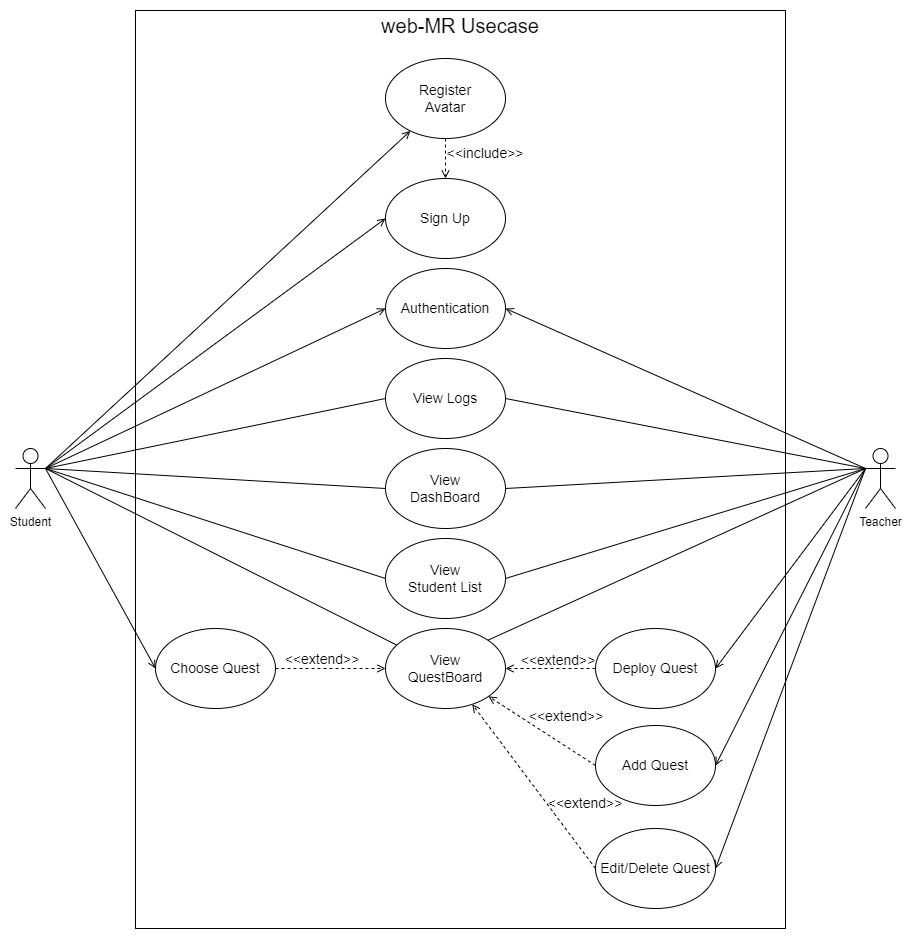 web-MR Usecase
Register
Avatar
<<include>>
Sign Up
Authentication
View Logs
View
DashBoard
Student
Teacher
View
Student List
Choose Quest
<<extend>>
View
QuestBoard
<<extend>>
Deploy Quest
<<extend>>
Add Quest
<<extend>>
Edit/Delete Quest